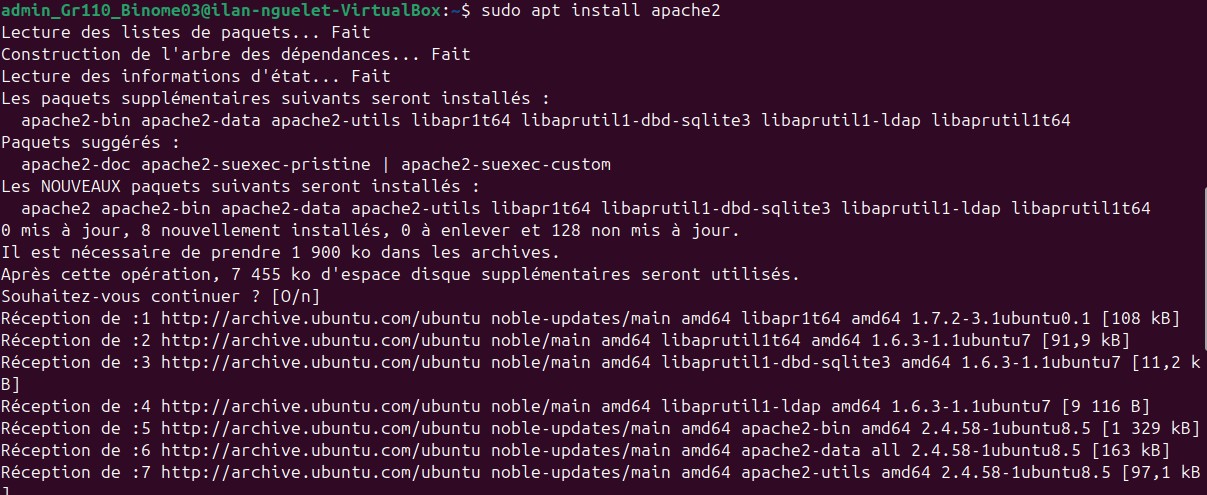 admin_Gr110_Binome03@ilan-nguelet-VirtualBox:~$ sudo apt install apache2
Lecture des listes de paquets... Fait
Construction de l'arbre des dépendances... Fait
Lecture des informations d'état... Fait
Les paquets supplémentaires suivants seront installés :
  apache2-bin apache2-data apache2-utils libapr1t64 libaprutil1-dbd-sqlite3 libaprutil1-ldap libaprutil1t64
Paquets suggérés :
  apache2-doc apache2-suexec-pristine | apache2-suexec-custom
Les NOUVEAUX paquets suivants seront installés :
  apache2 apache2-bin apache2-data apache2-utils libapr1t64 libaprutil1-dbd-sqlite3 libaprutil1-ldap libaprutil1t64
0 mis à jour, 8 nouvellement installés, 0 à enlever et 128 non mis à jour.
Il est nécessaire de prendre 1 900 ko dans les archives.
Après cette opération, 7 455 ko d'espace disque supplémentaires seront utilisés.
Souhaitez-vous continuer ? [O/n]
Réception de :1 http://archive.ubuntu.com/ubuntu noble-updates/main amd64 libapr1t64 amd64 1.7.2-3.1ubuntu0.1 [108 kB]
Réception de :2 http://archive.ubuntu.com/ubuntu noble/main amd64 libaprutil1t64 amd64 1.6.3-1.1ubuntu7 [91,9 kB]
Réception de :3 http://archive.ubuntu.com/ubuntu noble/main amd64 libaprutil1-dbd-sqlite3 amd64 1.6.3-1.1ubuntu7 [11,2 k
B]
Réception de :4 http://archive.ubuntu.com/ubuntu noble/main amd64 libaprutil1-ldap amd64 1.6.3-1.1ubuntu7 [9 116 B]
Réception de :5 http://archive.ubuntu.com/ubuntu noble-updates/main amd64 apache2-bin amd64 2.4.58-1ubuntu8.5 [1 329 kB]
Réception de :6 http://archive.ubuntu.com/ubuntu noble-updates/main amd64 apache2-data all 2.4.58-1ubuntu8.5 [163 kB]
Réception de :7 http://archive.ubuntu.com/ubuntu noble-updates/main amd64 apache2-utils amd64 2.4.58-1ubuntu8.5 [97,1 kB
]